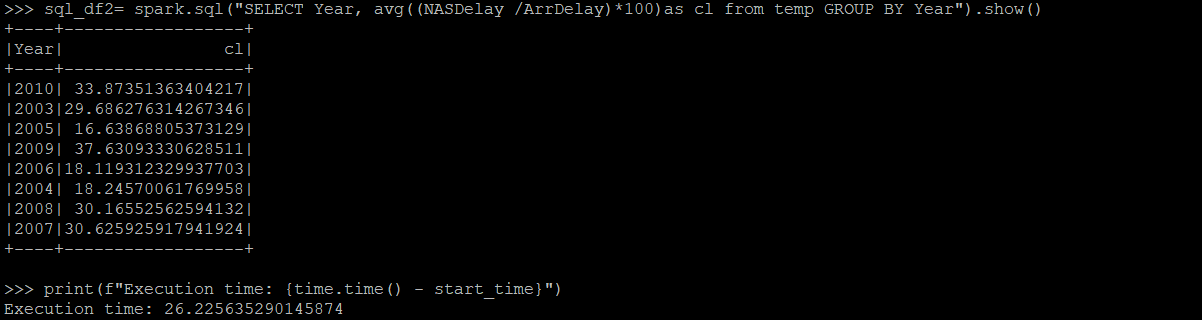 >>> sql_df2= spark.sql("SELECT Year, avg((NASDelay /ArrDelay)*100)as cl from temp GROUP BY Year").show()
+----+------------------+
|Year|                cl|
+----+------------------+
|2010| 33.87351363404217|
|2003|29.686276314267346|
|2005| 16.63868805373129|
|2009| 37.63093330628511|
|2006|18.119312329937703|
|2004| 18.24570061769958|
|2008| 30.16552562594132|
|2007|30.625925917941924|
+----+------------------+
>>> print(f"Execution time: {time.time() - start_time}")
Execution time: 26.225635290145874